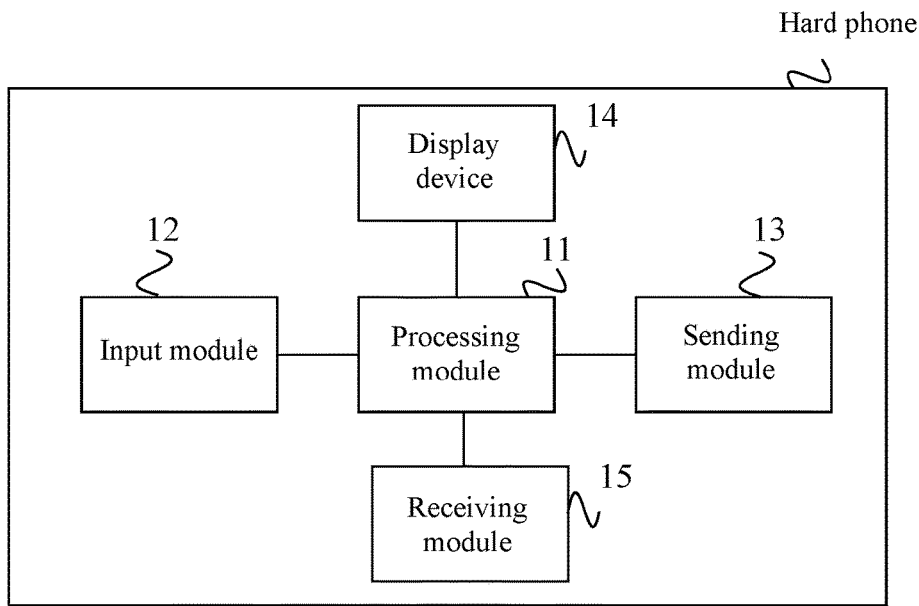 Hard phone
14
Display
device
12
11
13
Input module
Processing
module
Sending
module
15
Receiving
module